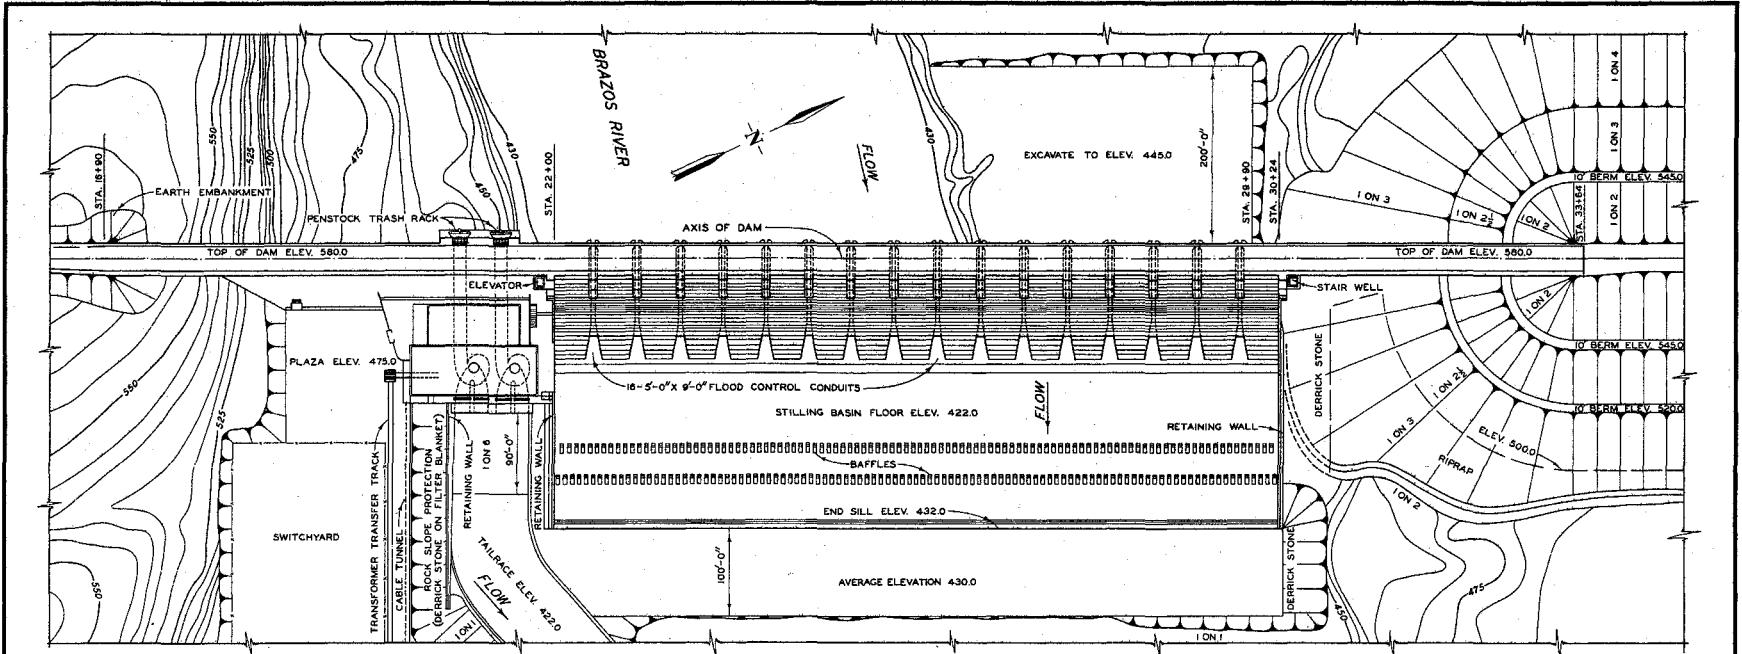 BRAZOS RIVER
N
FLOW
430
430
450
475
500
525
550
STA. 16+90
EARTH EMBANKMENT
PENSTOCK TRASH RACK
STA. 22+00
EXCAVATE TO ELEV. 445.0
200'-0"
STA. 29+90
STA. 30+24
1 ON 4
1 ON 3
10' BERM ELEV. 545.0
1 ON 3
1 ON 2½
1 ON 2
STA. 33+64
1 ON 2
AXIS OF DAM
TOP OF DAM ELEV. 580.0
TOP OF DAM ELEV. 580.0
ELEVATOR
STAIR WELL
1 ON 2
PLAZA ELEV. 475.0
DERRICK STONE
10' BERM ELEV. 545.0
16-5'-0" X 9'-0" FLOOD CONTROL CONDUITS
1 ON 2½
550
525
STILLING BASIN FLOOR ELEV. 422.0
FLOW
10' BERM ELEV. 520.0
RETAINING WALL
1 ON 3
ELEV. 500.0
RIPRAP
BAFFLES
RETAINING WALL
1 ON 6
90'-0"
RETAINING WALL
1 ON 2
END SILL ELEV. 432.0
SWITCHYARD
TRANSFORMER TRANSFER TRACK
CABLE TUNNEL
ROCK SLOPE PROTECTION
(DERRICK STONE ON FILTER BLANKET)
TAILRACE ELEV. 422.0
FLOW
100'-0"
AVERAGE ELEVATION 430.0
DERRICK STONE
550
475
450
1 ON 1
1 ON 1